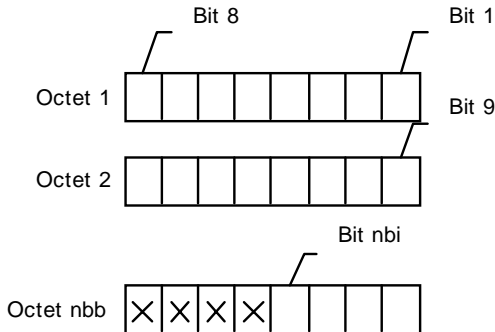 Bit 8 Bit 1
Octet 1
Bit 9
Octet 2
Bit nbi
Octet nbb